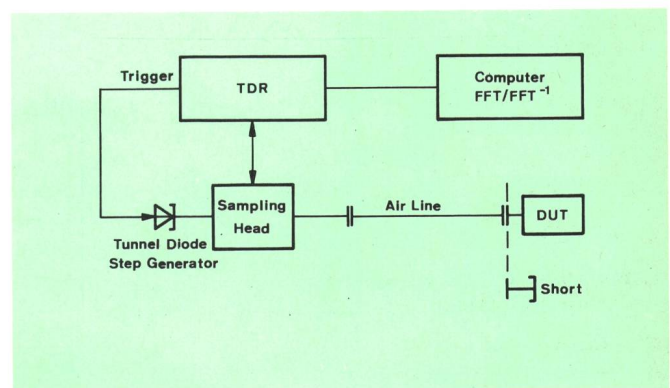 Trigger
TDR
Computer
FFT/FFT⁻¹
Sampling
Head
Air Line
DUT
Tunnel Diode
Step Generator
Short